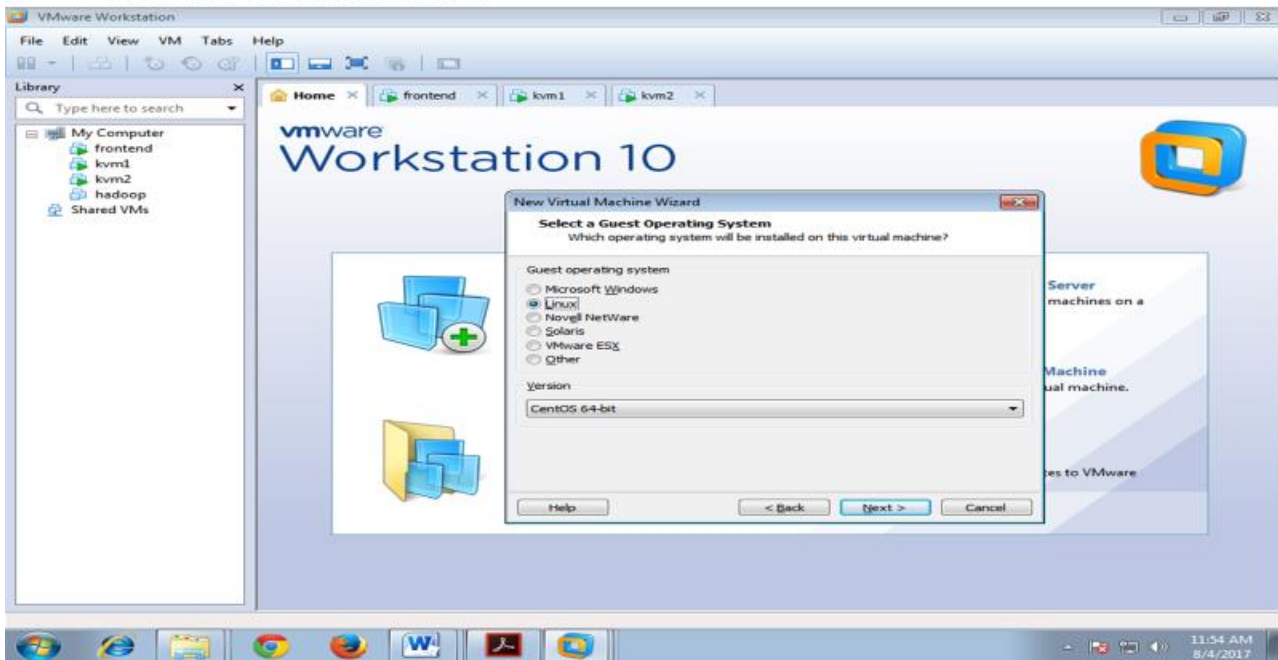 VMware Workstation
File Edit View VM Tabs Help
Library
Type here to search
My Computer
frontend
kvm1
kvm2
hadoop
Shared VMs
Home
frontend
kvm1
kvm2
vmware
Workstation 10
New Virtual Machine Wizard
Select a Guest Operating System
Which operating system will be installed on this virtual machine?
Guest operating system
Microsoft Windows
Linux
Novell NetWare
Solaris
VMware ESX
Other
Version
CentOS 64-bit
Help
< Back
Next >
Cancel
Server
machines on a
Machine
ual machine.
tes to VMware
W
11:54 AM
8/4/2017